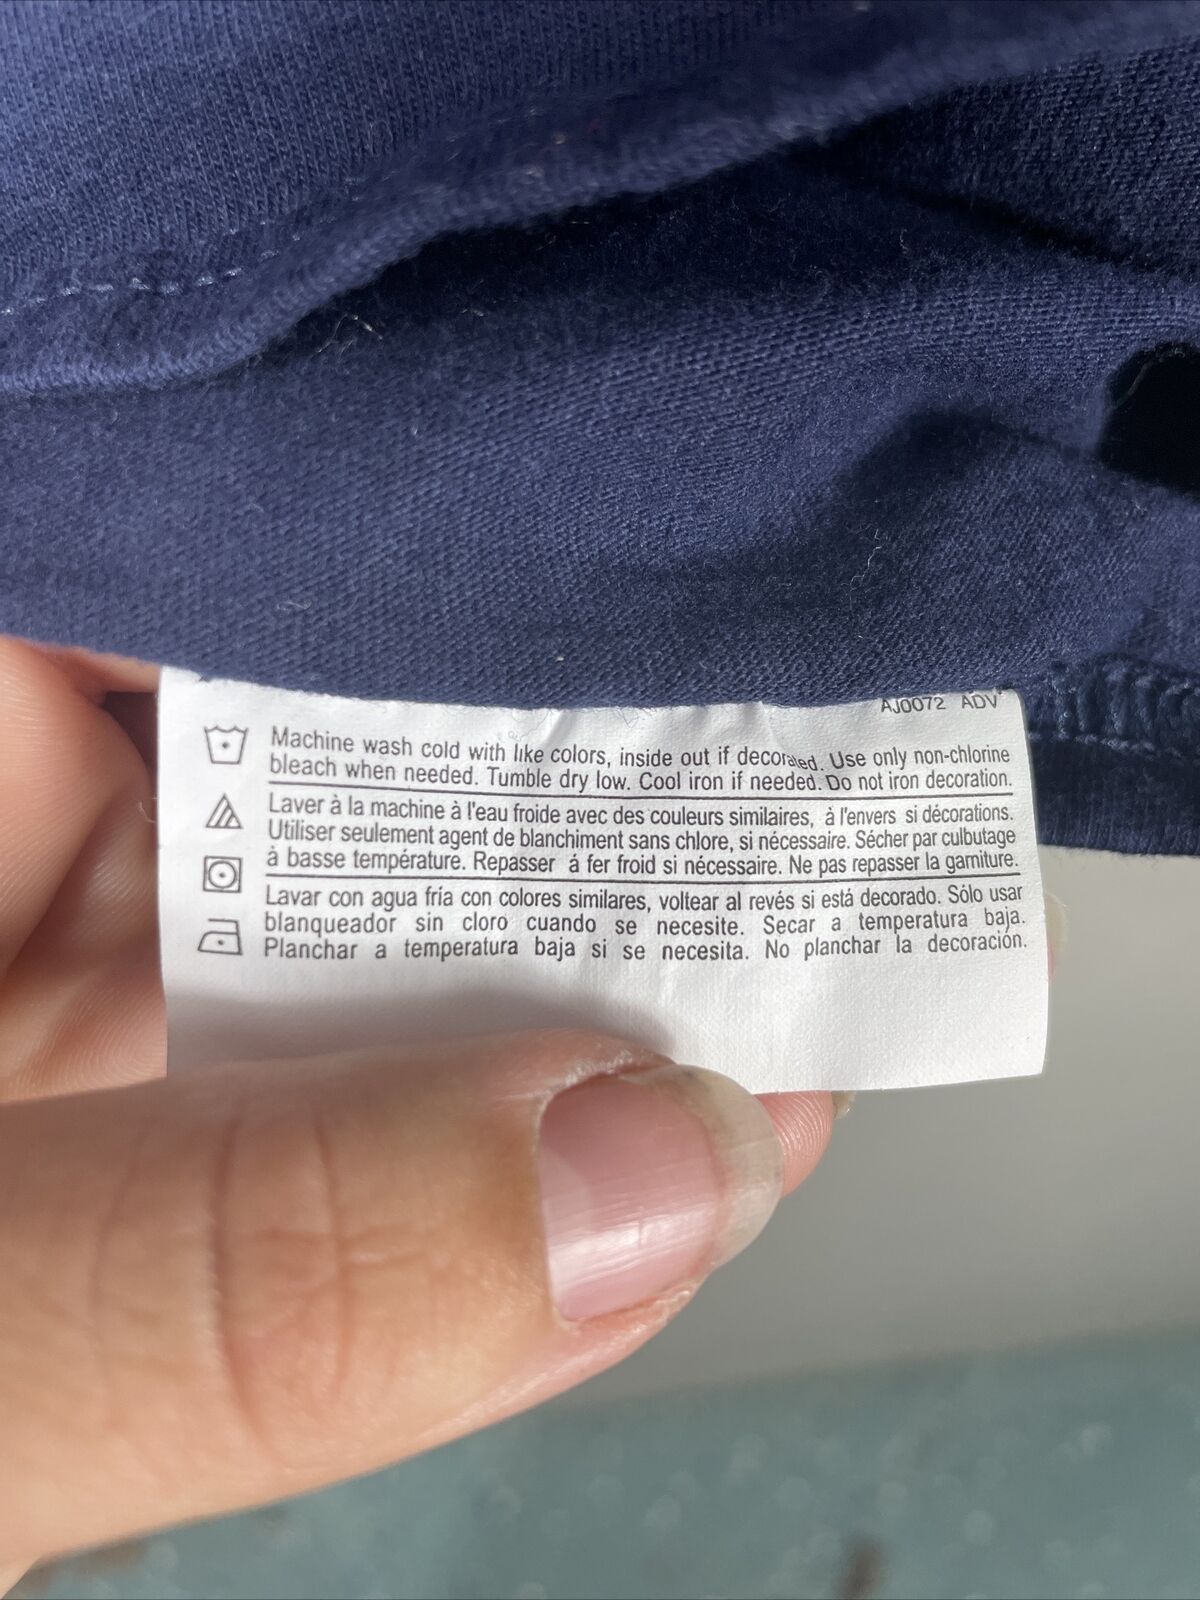 AJ0072 ADV
Machine wash cold with like colors, inside out if decorated. Use only non-chlorine
bleach when needed. Tumble dry low. Cool iron if needed. Do not iron decoration.
Laver à la machine à l'eau froide avec des couleurs similaires, à l'envers si décorations.
Utiliser seulement agent de blanchiment sans chlore, si nécessaire. Sécher par culbutage
à basse température. Repasser á fer froid si nécessaire. Ne pas repasser la garniture.
Lavar con agua fria con colores similares, voltear al revés si está decorado. Sólo usar
blanqueador sin cloro cuando se necesite. Secar a temperatura baja.
Planchar a temperatura baja si se necesita. No planchar la decoración.